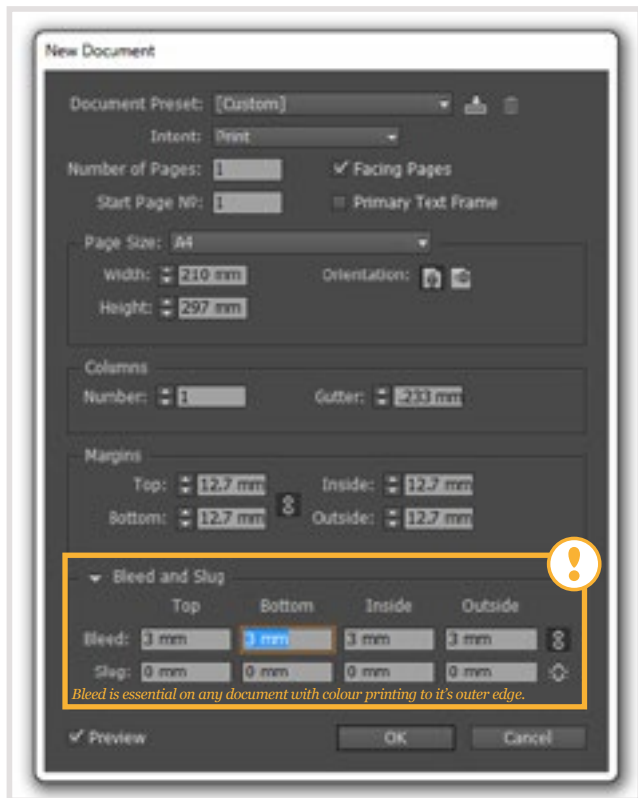 New Document
Document Preset: [Custom]
Intent: Print
Number of Pages: 1 Facing Pages
Start Page Nº: 1 Primary Text Frame
Page Size: A4
Width: 210 mm Orientation:
Height: 297 mm
Columns
Number: 1 Gutter: .233 mm
Margins
Top: 12.7 mm Inside: 12.7 mm
Bottom: 12.7 mm Outside: 12.7 mm
!
Bleed and Slug
Top Bottom Inside Outside
Bleed: 3 mm 3 mm 3 mm 3 mm
Slug: 0 mm 0 mm 0 mm 0 mm
Bleed is essential on any document with colour printing to it's outer edge.
Preview OK Cancel